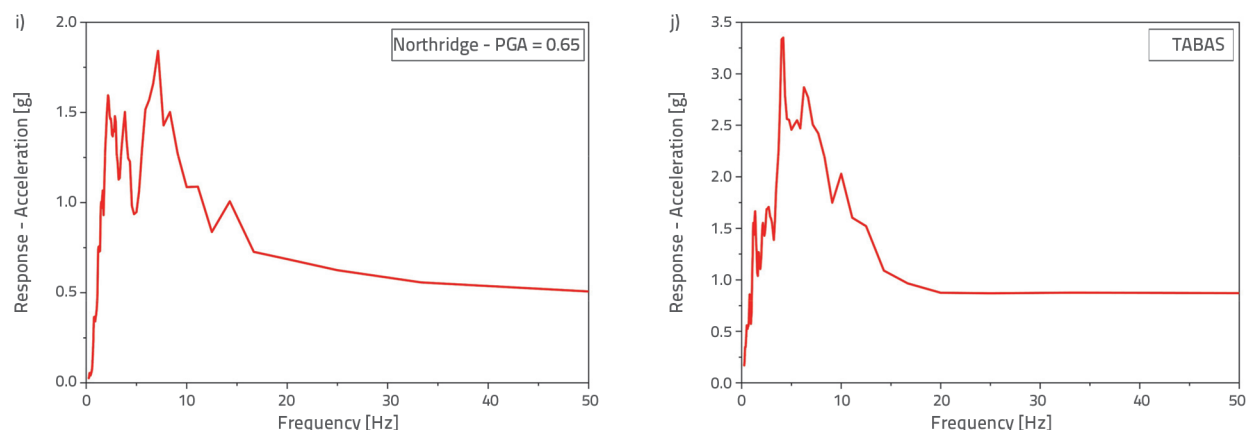 i)
Northridge - PGA = 0.65
Response - Acceleration [g]
2.0
1.5
1.0
0.5
0.0
0 10 20 30 40 50
Frequency [Hz]
j)
TABAS
Response - Acceleration [g]
3.5
3.0
2.5
2.0
1.5
1.0
0.5
0.0
0 10 20 30 40 50
Frequency [Hz]